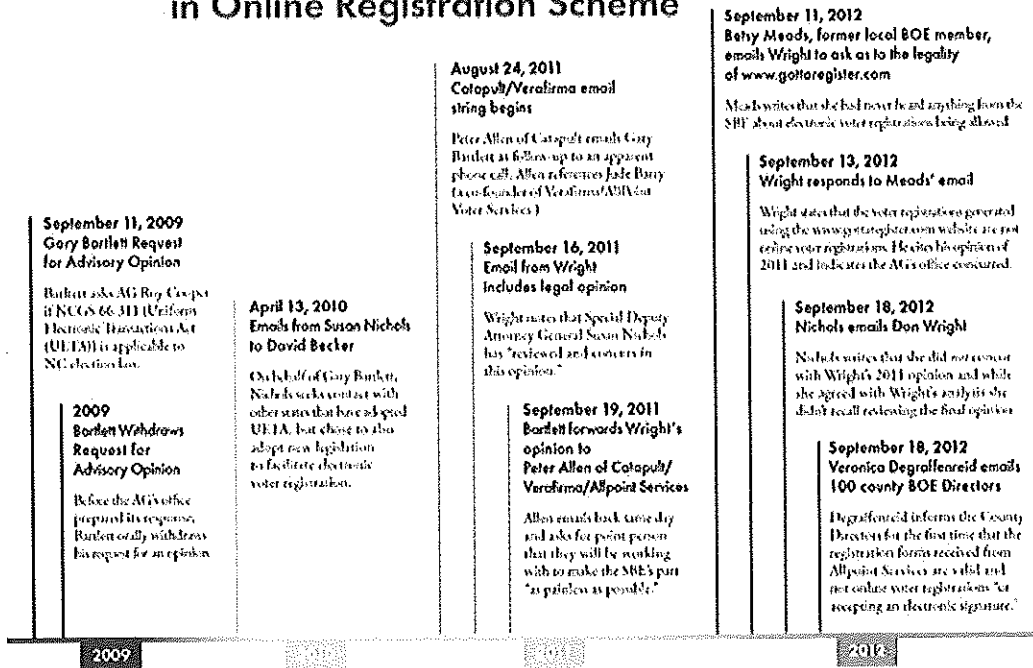 in Online Registration Scheme
September 11, 2009
Gary Bartlett Request
for Advisory Opinion
Bartlett asks AG Roy Cooper
if NCGS 66-311 (Uniform
Electronic Transactions Act
(UETA)) is applicable to
NC election law.
2009
Bartlett Withdraws
Request for
Advisory Opinion
Before the AG's office
prepared its response,
Bartlett orally withdraws
his request for an opinion
April 13, 2010
Emails from Susan Nichols
to David Becker
On behalf of Gary Bartlett,
Nichols seeks contact with
other states that have adopted
UETA, but chose to also
adopt new legislation
to facilitate electronic
voter registration.
August 24, 2011
Catapult/Verafirma email
string begins
Peter Allen of Catapult emails Gary
Bartlett as follow-up to an apparent
phone call. Allen references Jude Barry
(co-founder of Verafirma/Allpoint
Voter Services)
September 16, 2011
Email from Wright
Includes legal opinion
Wright notes that Special Deputy
Attorney General Susan Nichols
has "reviewed and concurs in
this opinion."
September 19, 2011
Bartlett forwards Wright's
opinion to
Peter Allen of Catapult/
Verafirma/Allpoint Services
Allen emails back same day
and asks for point person
that they will be working
with to make the SBE's part
"as painless as possible."
September 11, 2012
Betsy Meads, former local BOE member,
emails Wright to ask as to the legality
of www.gottaregister.com
Meads writes that she had never heard anything from the
SBE about electronic voter registrations being allowed
September 13, 2012
Wright responds to Meads' email
Wright states that the voter registrations generated
using the www.gottaregister.com website are not
online voter registrations. He cites his opinion of
2011 and indicates the AG's office concurred.
September 18, 2012
Nichols emails Don Wright
Nichols writes that she did not concur
with Wright's 2011 opinion and while
she agreed with Wright's analysis she
didn't recall reviewing the final opinion
September 18, 2012
Veronica Degraffenreid emails
100 county BOE Directors
Degraffenreid informs the County
Directors for the first time that the
registration forms received from
Allpoint Services are valid and
not online voter registrations "or
accepting an electronic signature."
2009
2010
2011
2012